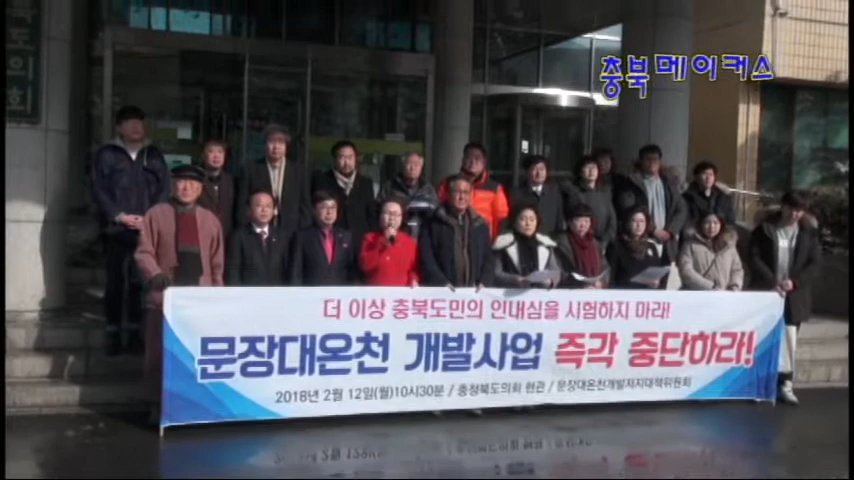 충북메이커스
북도의회
더 이상 충북도민의 인내심을 시험하지 마라!
문장대온천 개발사업 즉각 중단하라!
2018년 2월 12일(월)10시30분 / 충청북도의회 현관 / 문장대온천개발저지대책위원회